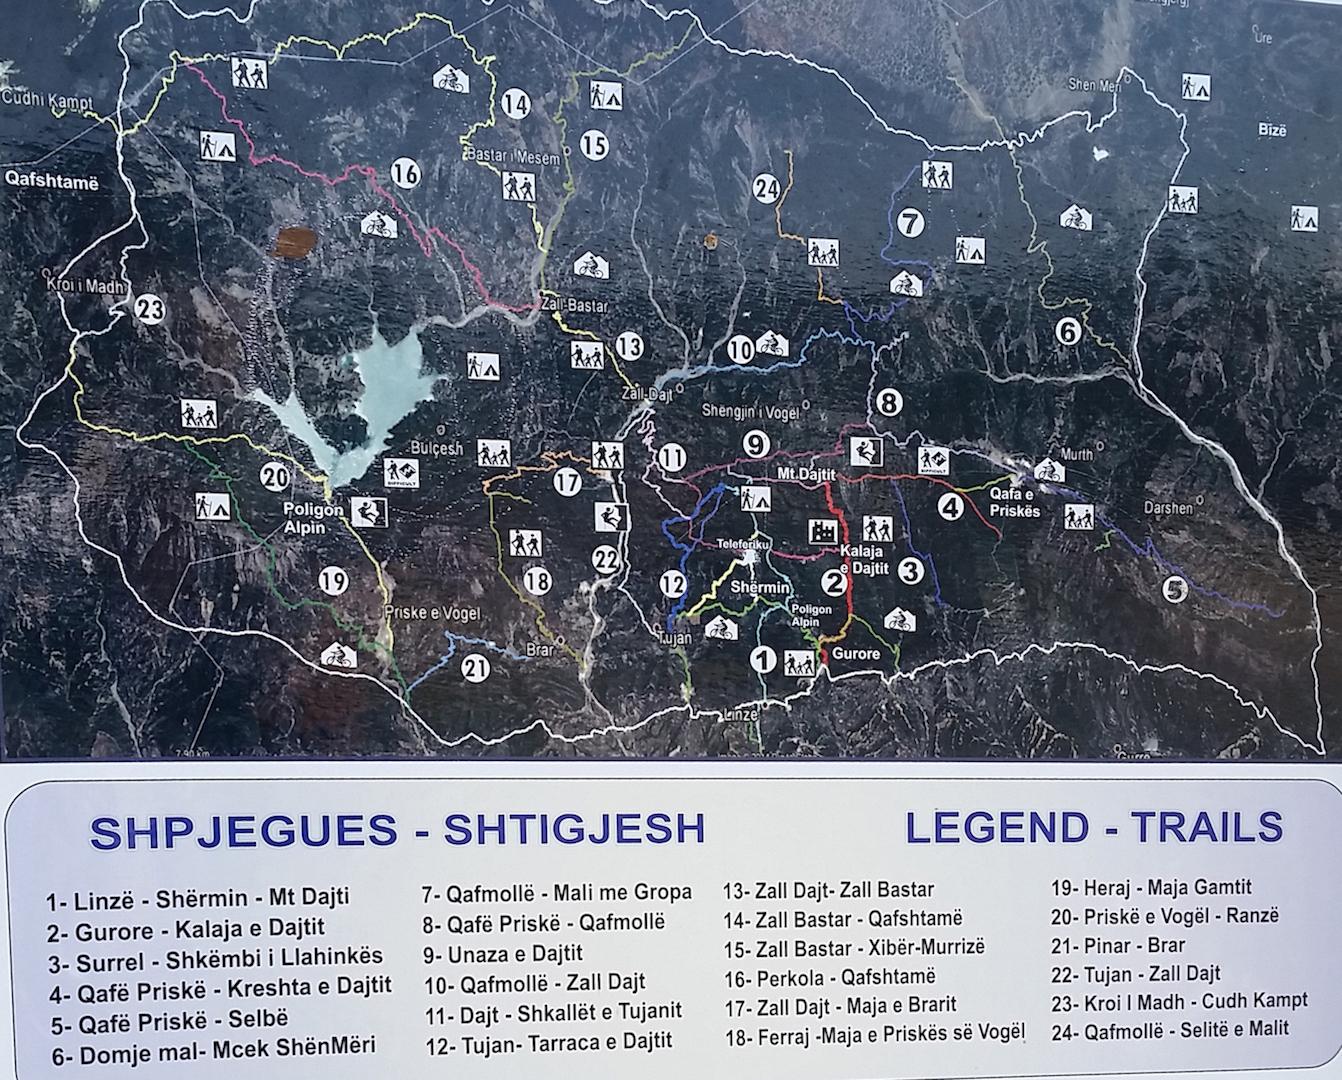 Ure
Shen Meri
Cudhi Kampt
14
Bizë
15
Bastar i Mesem
16
Qafshtamë
24
7
Kroi i Madh
23
Zall-Bastar
6
13
10
Zall-Dajt
8
Shengjin i Vogel
9
Bulçesh
11
Murth
20
17
Mt.Dajtit
DIFFICULT
DIFFICULT
Qafa e
Priskës
4
Darshen
Poligon
Alpin
Teleferiku
Kalaja
e Dajtit
22
19
18
12
Shërmin
2
3
5
Priske e Vogel
Poligon
Alpin
Tujan
Brar
21
1
Gurore
Linze
7.90 km
Gurre
SHPJEGUES - SHTIGJESH
LEGEND - TRAILS
1- Linzë - Shërmin - Mt Dajti
2- Gurore - Kalaja e Dajtit
3- Surrel - Shkëmbi i Llahinkës
4- Qafë Priskë - Kreshta e Dajtit
5- Qafë Priskë - Selbë
6- Domje mal- Mcek ShënMëri
7- Qafmollë - Mali me Gropa
8- Qafë Priskë - Qafmollë
9- Unaza e Dajtit
10- Qafmollë - Zall Dajt
11- Dajt - Shkallët e Tujanit
12- Tujan- Tarraca e Dajtit
13- Zall Dajt- Zall Bastar
14- Zall Bastar - Qafshtamë
15- Zall Bastar - Xibër-Murrizë
16- Perkola - Qafshtamë
17- Zall Dajt - Maja e Brarit
18- Ferraj -Maja e Priskës së Vogël
19- Heraj - Maja Gamtit
20- Priskë e Vogël - Ranzë
21- Pinar - Brar
22- Tujan - Zall Dajt
23- Kroi I Madh - Cudh Kampt
24- Qafmollë - Selitë e Malit